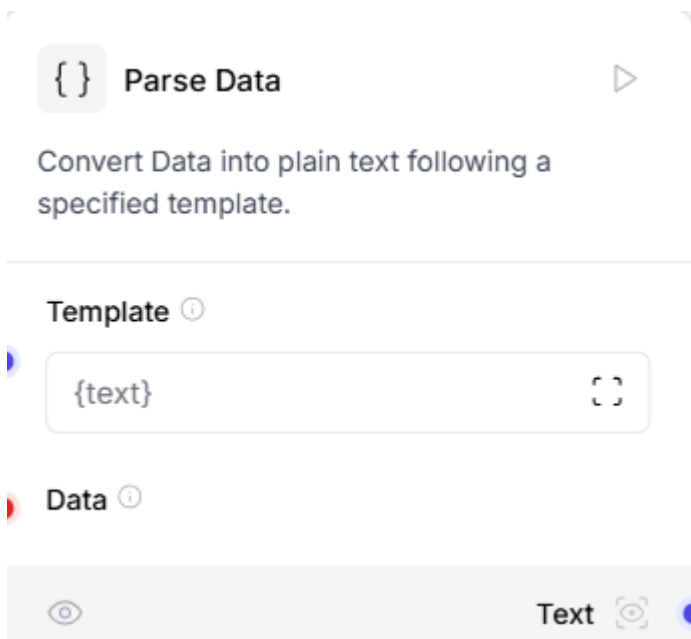 { } Parse Data
Convert Data into plain text following a
specified template.
Template
{text}
Data
Text